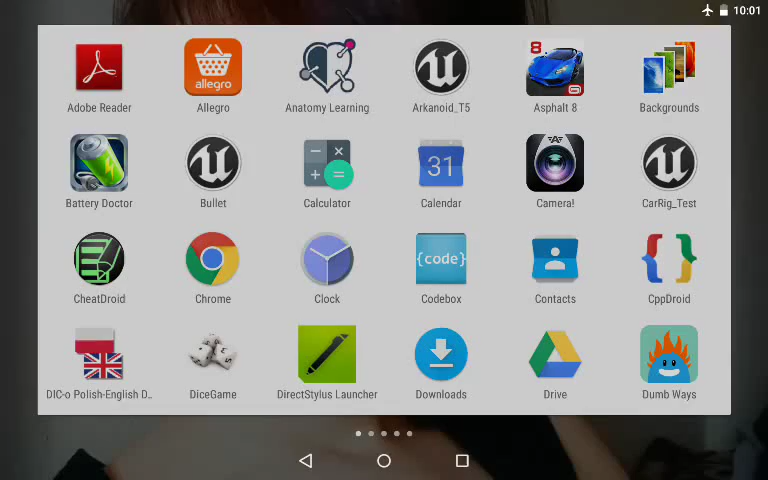 10:01
allegro
8
31
{code}
Adobe Reader
Allegro
Anatomy Learning
Arkanoid_T5
Asphalt 8
Backgrounds
Battery Doctor
Bullet
Calculator
Calendar
Camera!
CarRig_Test
CheatDroid
Chrome
Clock
Codebox
Contacts
CppDroid
DIC-o Polish-English D..
DiceGame
DirectStylus Launcher
Downloads
Drive
Dumb Ways